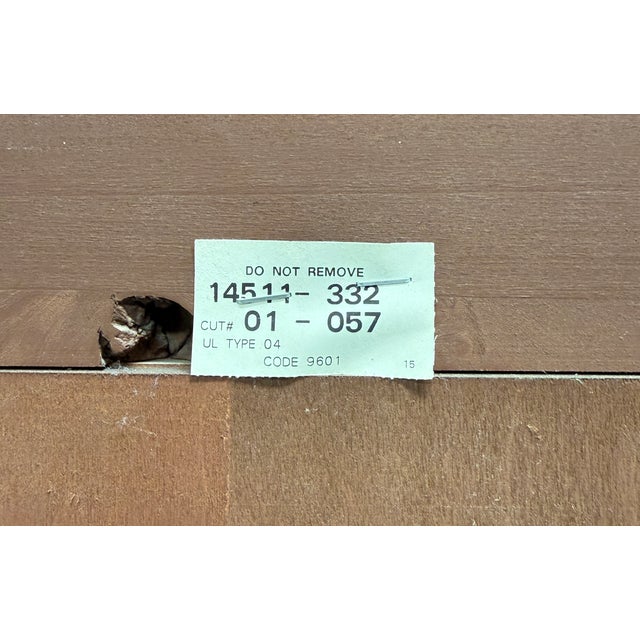 DO NOT REMOVE
14511- 332
CUT# 01 - 057
UL TYPE 04
CODE 9601 15